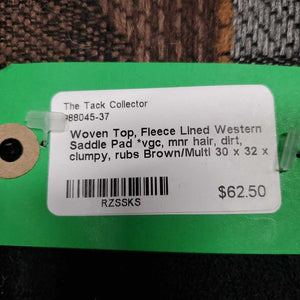 The Tack Collector
988045-37
Woven Top, Fleece Lined Western
Saddle Pad *vgc, mnr hair, dirt,
clumpy, rubs Brown/Multi 30 x 32 x
$62.50
RZSSKS